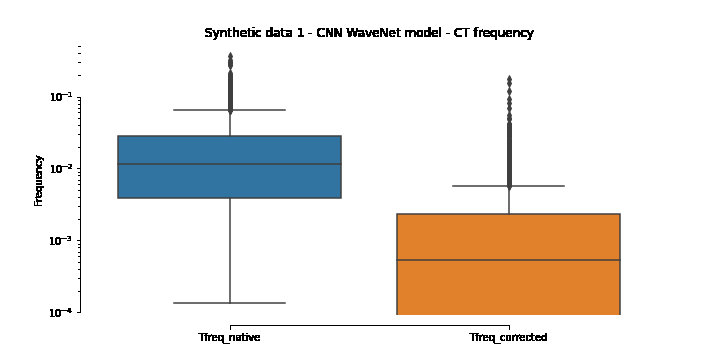 Synthetic data 1 - CNN WaveNet model - CT frequency
10⁻¹
10⁻²
10⁻³
10⁻⁴
Frequency
Tfreq_native
Tfreq_corrected